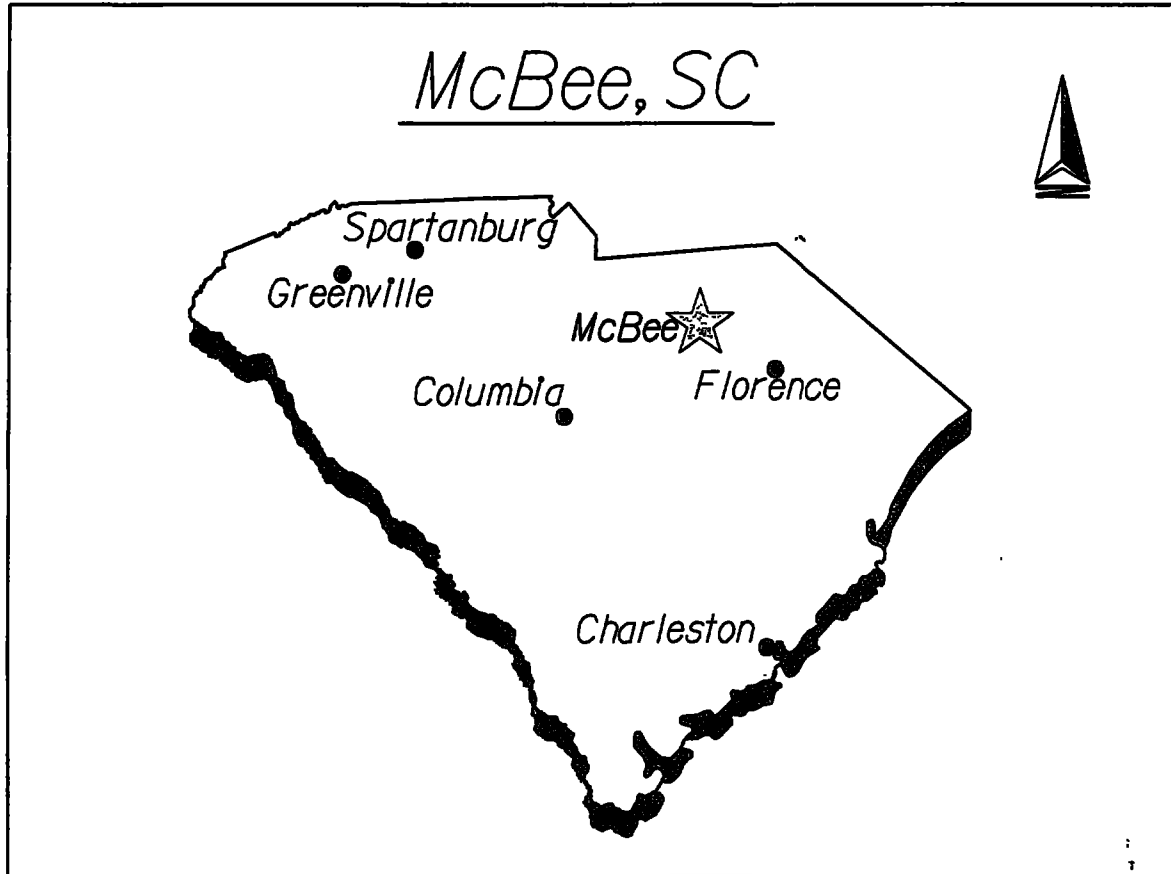 McBee, SC
Spartanburg
Greenville
McBee
Florence
Columbia
Charleston